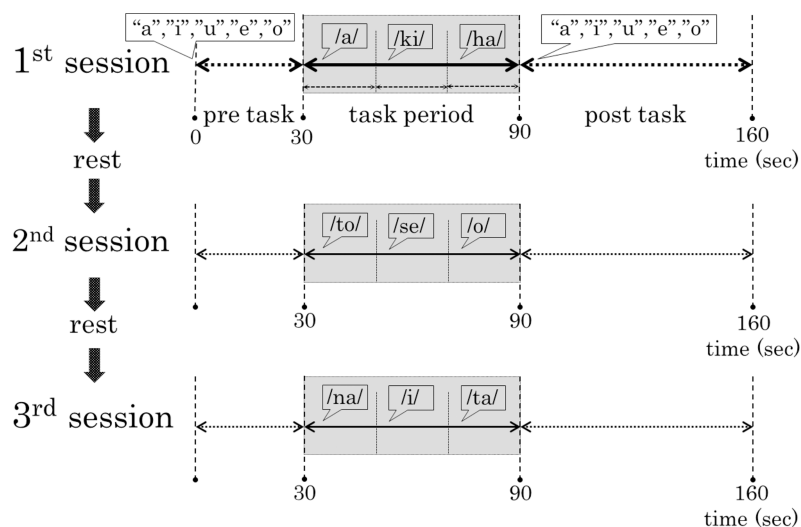 “a”,”i”,”u”,”e”,”o”
/a/
/ki/
/ha/
“a”,”i”,”u”,”e”,”o”
1st session
pre task
task period
post task
0
30
90
160
time (sec)
rest
2nd session
/to/
/se/
/o/
30
90
160
time (sec)
rest
3rd session
/na/
/i/
/ta/
30
90
160
time (sec)